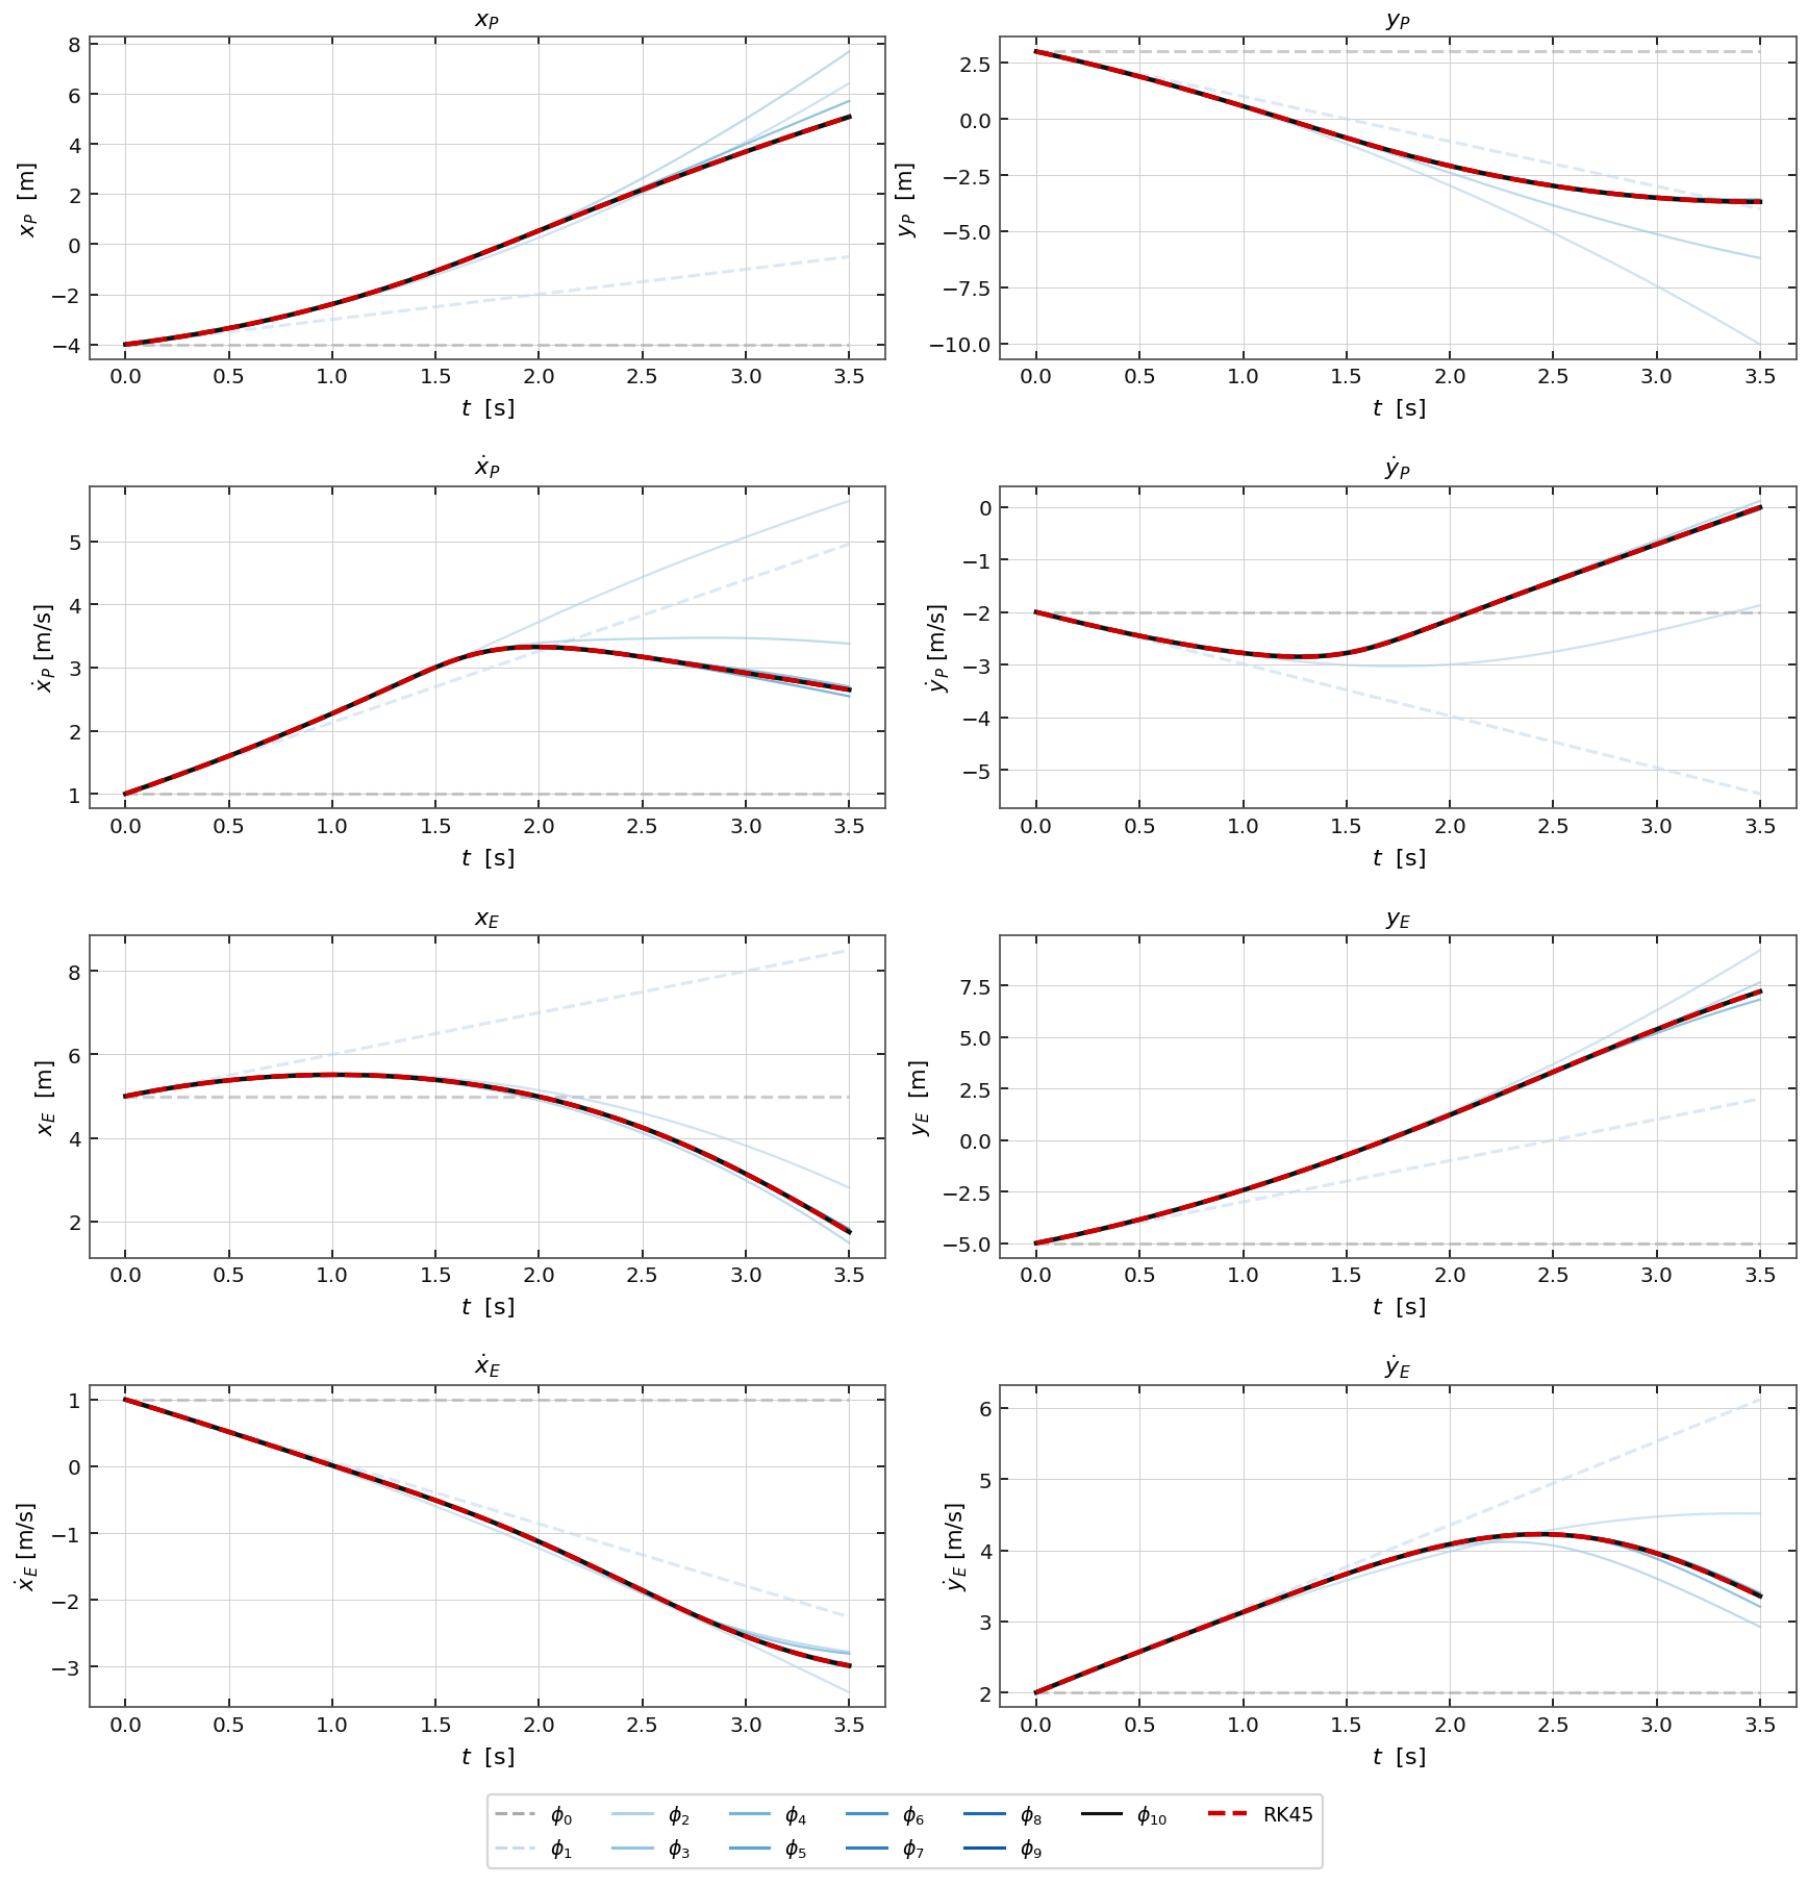 x_P
8
6
4
2
0
−2
−4
x_P [m]
0.0 0.5 1.0 1.5 2.0 2.5 3.0 3.5
t [s]
y_P
2.5
0.0
−2.5
−5.0
−7.5
−10.0
y_P [m]
0.0 0.5 1.0 1.5 2.0 2.5 3.0 3.5
t [s]
ẋ_P
5
4
3
2
1
ẋ_P [m/s]
0.0 0.5 1.0 1.5 2.0 2.5 3.0 3.5
t [s]
ẏ_P
0
−1
−2
−3
−4
−5
ẏ_P [m/s]
0.0 0.5 1.0 1.5 2.0 2.5 3.0 3.5
t [s]
x_E
8
6
4
2
x_E [m]
0.0 0.5 1.0 1.5 2.0 2.5 3.0 3.5
t [s]
y_E
7.5
5.0
2.5
0.0
−2.5
−5.0
y_E [m]
0.0 0.5 1.0 1.5 2.0 2.5 3.0 3.5
t [s]
ẋ_E
1
0
−1
−2
−3
ẋ_E [m/s]
0.0 0.5 1.0 1.5 2.0 2.5 3.0 3.5
t [s]
ẏ_E
6
5
4
3
2
ẏ_E [m/s]
0.0 0.5 1.0 1.5 2.0 2.5 3.0 3.5
t [s]
ϕ₀ ϕ₂ ϕ₄ ϕ₆ ϕ₈ ϕ₁₀ RK45
ϕ₁ ϕ₃ ϕ₅ ϕ₇ ϕ₉